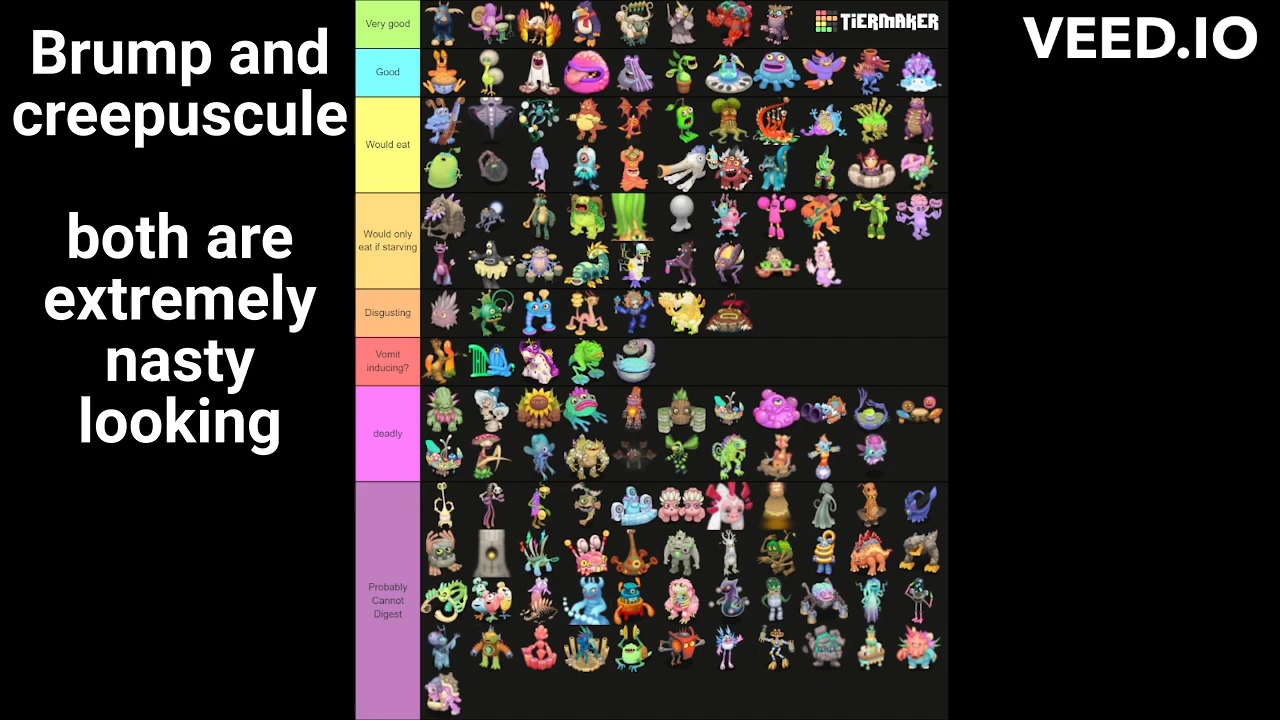 Brump and
creepuscule
both are
extremely
nasty
looking
Very good
TIERMAKER
Good
Would eat
Would only
eat if starving
Disgusting
Vomit
inducing?
deadly
Probably
Cannot
Digest
VEED.IO